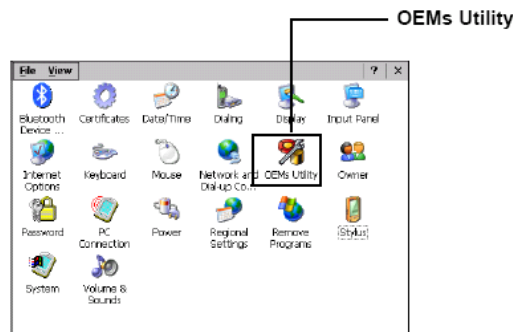 OEMs Utility
File View ? ×
Bluetooth Device ...
Certificates
Date/Time
Dialing
Display
Input Panel
Internet Options
Keyboard
Mouse
Network and Dial-up Co...
OEMs Utility
Owner
Password
PC Connection
Power
Regional Settings
Remove Programs
Stylus
System
Volume & Sounds